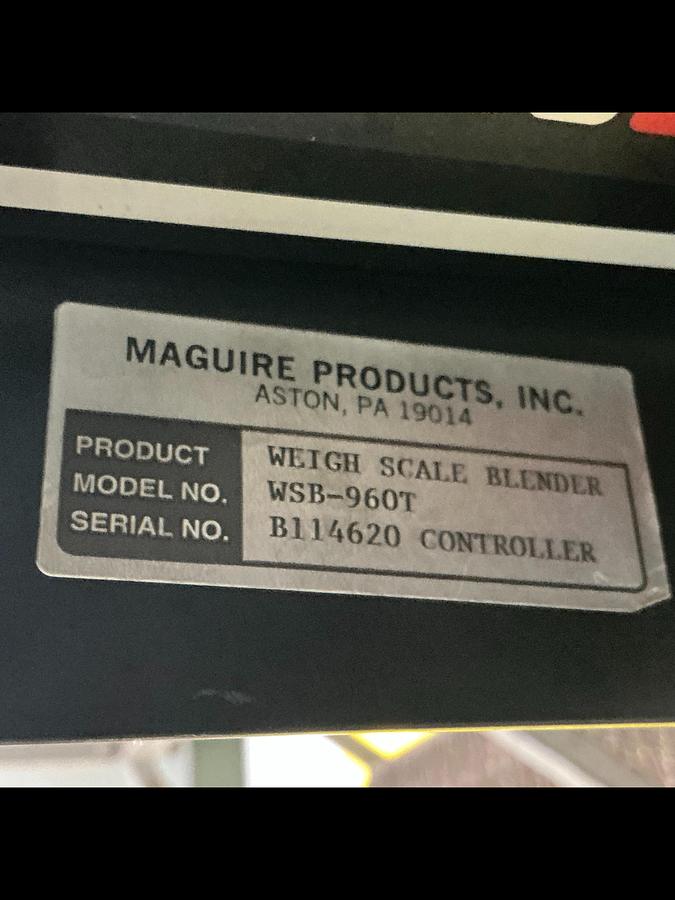 MAGUIRE PRODUCTS, INC.
ASTON, PA 19014
PRODUCT WEIGH SCALE BLENDER
MODEL NO. WSB-960T
SERIAL NO. B114620 CONTROLLER